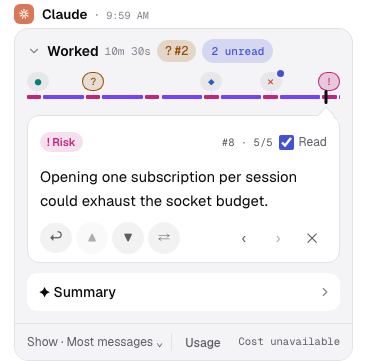 Claude · 9:59 AM
Worked 10m 30s ? #2 2 unread
? !
! Risk #8 · 5/5 Read
Opening one subscription per session
could exhaust the socket budget.
Summary
Show · Most messages Usage Cost unavailable